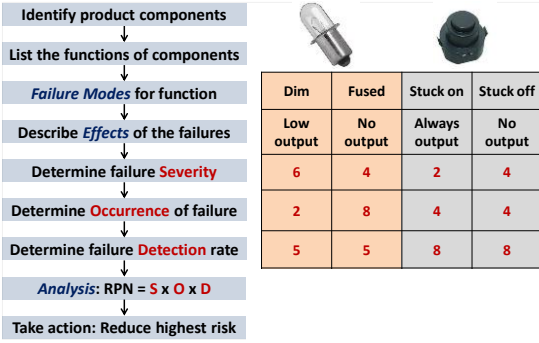 Identify product components
List the functions of components
Failure Modes for function
Describe Effects of the failures
Determine failure Severity
Determine Occurrence of failure
Determine failure Detection rate
Analysis: RPN = S x O x D
Take action: Reduce highest risk
Dim Fused Stuck on Stuck off
Low output No output Always output No output
6 4 2 4
2 8 4 4
5 5 8 8